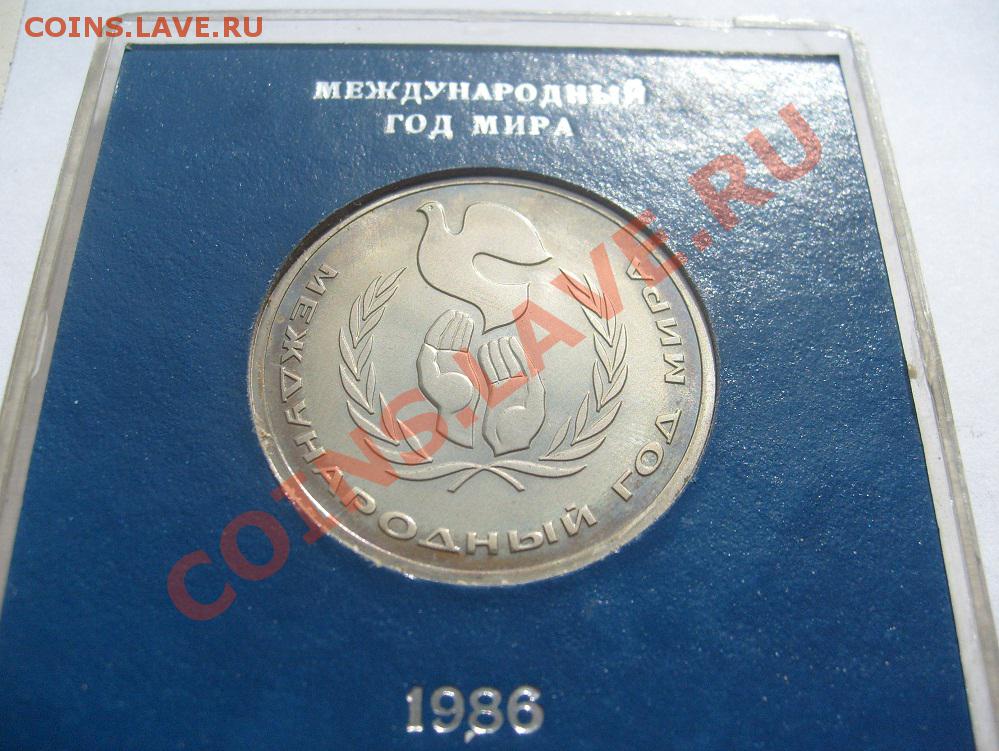 COINS.LAVE.RU
МЕЖДУНАРОДНЫЙ
ГОД МИРА
МЕЖДУНАРОДНЫЙ ГОД МИРА
COINS.LAVE.RU
1986